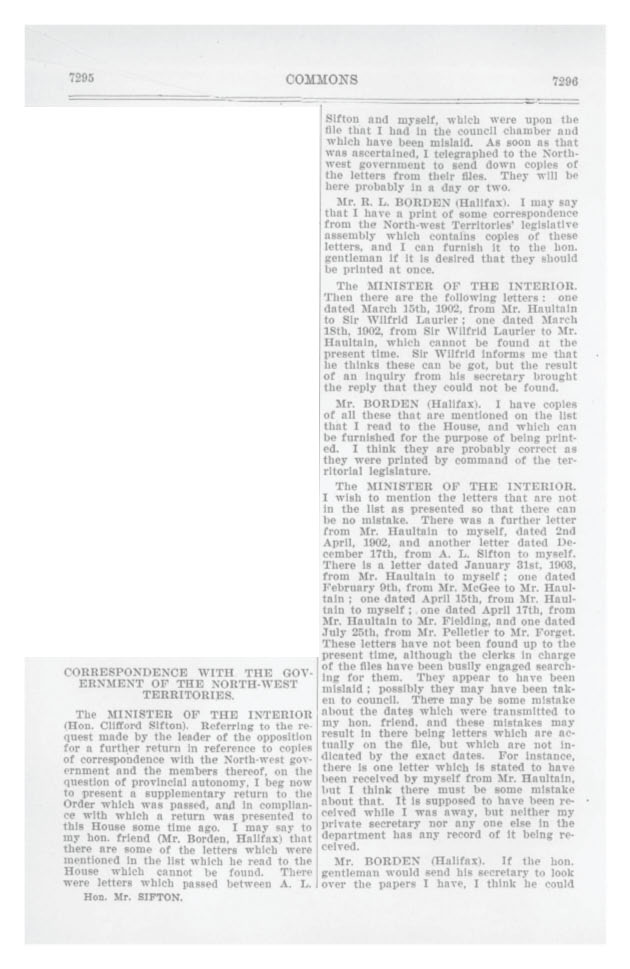 7295
COMMONS
7296
CORRESPONDENCE WITH THE GOV-
ERNMENT OF THE NORTH-WEST
TERRITORIES.
The MINISTER OF THE INTERIOR
(Hon. Clifford Sifton). Referring to the re-
quest made by the leader of the opposition
for a further return in reference to copies
of correspondence with the North-west gov-
ernment and the members thereof, on the
question of provincial autonomy, I beg now
to present a supplementary return to the
Order which was passed, and in complian-
ce with which a return was presented to
this House some time ago. I may say to
my hon. friend (Mr. Borden, Halifax) that
there are some of the letters which were
mentioned in the list which he read to the
House which cannot be found. There
were letters which passed between A. L.
Hon. Mr. SIFTON.
Sifton and myself, which were upon the
file that I had in the council chamber and
which have been mislaid. As soon as that
was ascertained, I telegraphed to the North-
west government to send down copies of
the letters from their files. They will be
here probably in a day or two.
Mr. R. L. BORDEN (Halifax). I may say
that I have a print of some correspondence
from the North-west Territories' legislative
assembly which contains copies of these
letters, and I can furnish it to the hon.
gentleman if it is desired that they should
be printed at once.
The MINISTER OF THE INTERIOR.
Then there are the following letters : one
dated March 15th, 1902, from Mr. Haultain
to Sir Wilfrid Laurier ; one dated March
18th, 1902, from Sir Wilfrid Laurier to Mr.
Haultain, which cannot be found at the
present time. Sir Wilfrid informs me that
he thinks these can be got, but the result
of an inquiry from his secretary brought
the reply that they could not be found.
Mr. BORDEN (Halifax). I have copies
of all these that are mentioned on the list
that I read to the House, and which can
be furnished for the purpose of being print-
ed. I think they are probably correct as
they were printed by command of the ter-
ritorial legislature.
The MINISTER OF THE INTERIOR.
I wish to mention the letters that are not
in the list as presented so that there can
be no mistake. There was a further letter
from Mr. Haultain to myself, dated 2nd
April, 1902, and another letter dated De-
cember 17th, from A. L. Sifton to myself.
There is a letter dated January 31st, 1903,
from Mr. Haultain to myself ; one dated
February 9th, from Mr. McGee to Mr. Haul-
tain ; one dated April 15th, from Mr. Haul-
tain to myself ; one dated April 17th, from
Mr. Haultain to Mr. Fielding, and one dated
July 25th, from Mr. Pelletier to Mr. Forget.
These letters have not been found up to the
present time, although the clerks in charge
of the files have been busily engaged search-
ing for them. They appear to have been
mislaid ; possibly they may have been tak-
en to council. There may be some mistake
about the dates which were transmitted to
my hon. friend, and these mistakes may
result in there being letters which are ac-
tually on the file, but which are not in-
dicated by the exact dates. For instance,
there is one letter which is stated to have
been received by myself from Mr. Haultain,
but I think there must be some mistake
about that. It is supposed to have been re-
ceived while I was away, but neither my
private secretary nor any one else in the
department has any record of it being re-
ceived.
Mr. BORDEN (Halifax). If the hon.
gentleman would send his secretary to look
over the papers I have, I think he could